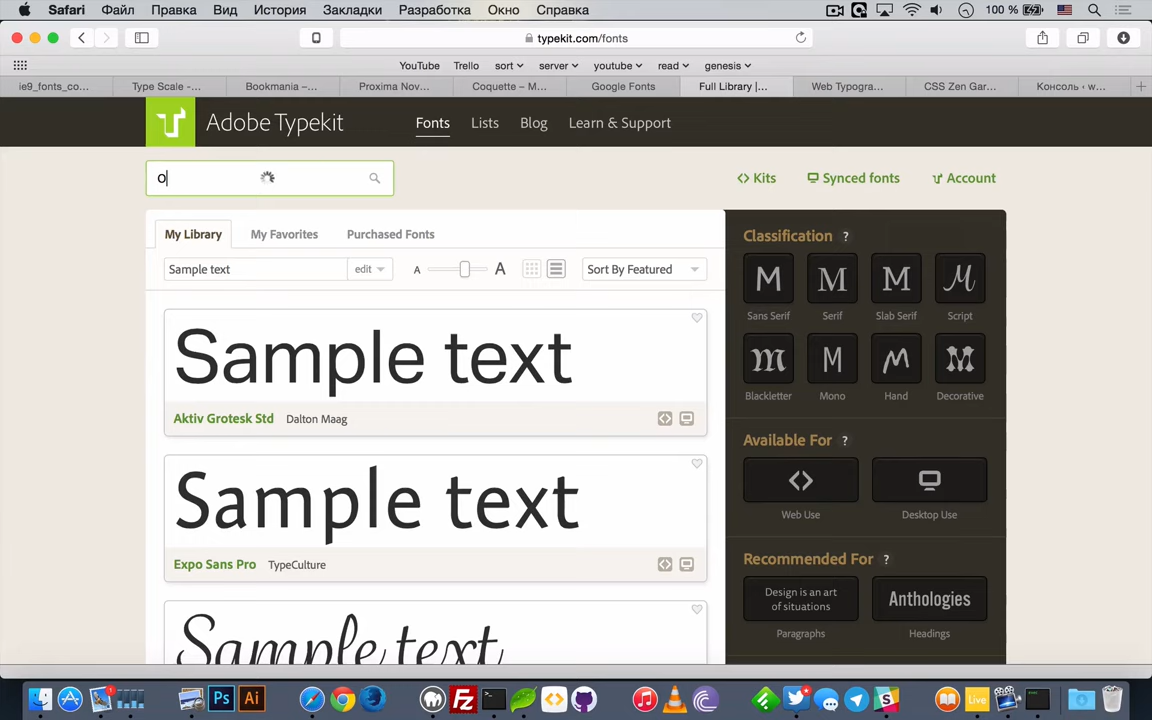 Safari Файл Правка Вид История Закладки Разработка Окно Справка 100 %
typekit.com/fonts
YouTube Trello sort server youtube read genesis
ie9_fonts_co... Type Scale -... Bookmania –... Proxima Nov... Coquette – M... Google Fonts Full Library |... Web Typogra... CSS Zen Gar... Консоль ‹ w...
Adobe Typekit Fonts Lists Blog Learn & Support
O Kits Synced fonts Account
My Library My Favorites Purchased Fonts
Sample text edit A A Sort By Featured
Sample text
Aktiv Grotesk Std Dalton Maag
Sample text
Expo Sans Pro TypeCulture
Sample text
Classification ?
M M M M
Sans Serif Serif Slab Serif Script
M M M M
Blackletter Mono Hand Decorative
Available For ?
Web Use Desktop Use
Recommended For ?
Design is an art
of situations
Anthologies
Paragraphs Headings
Ps Ai Fz Live